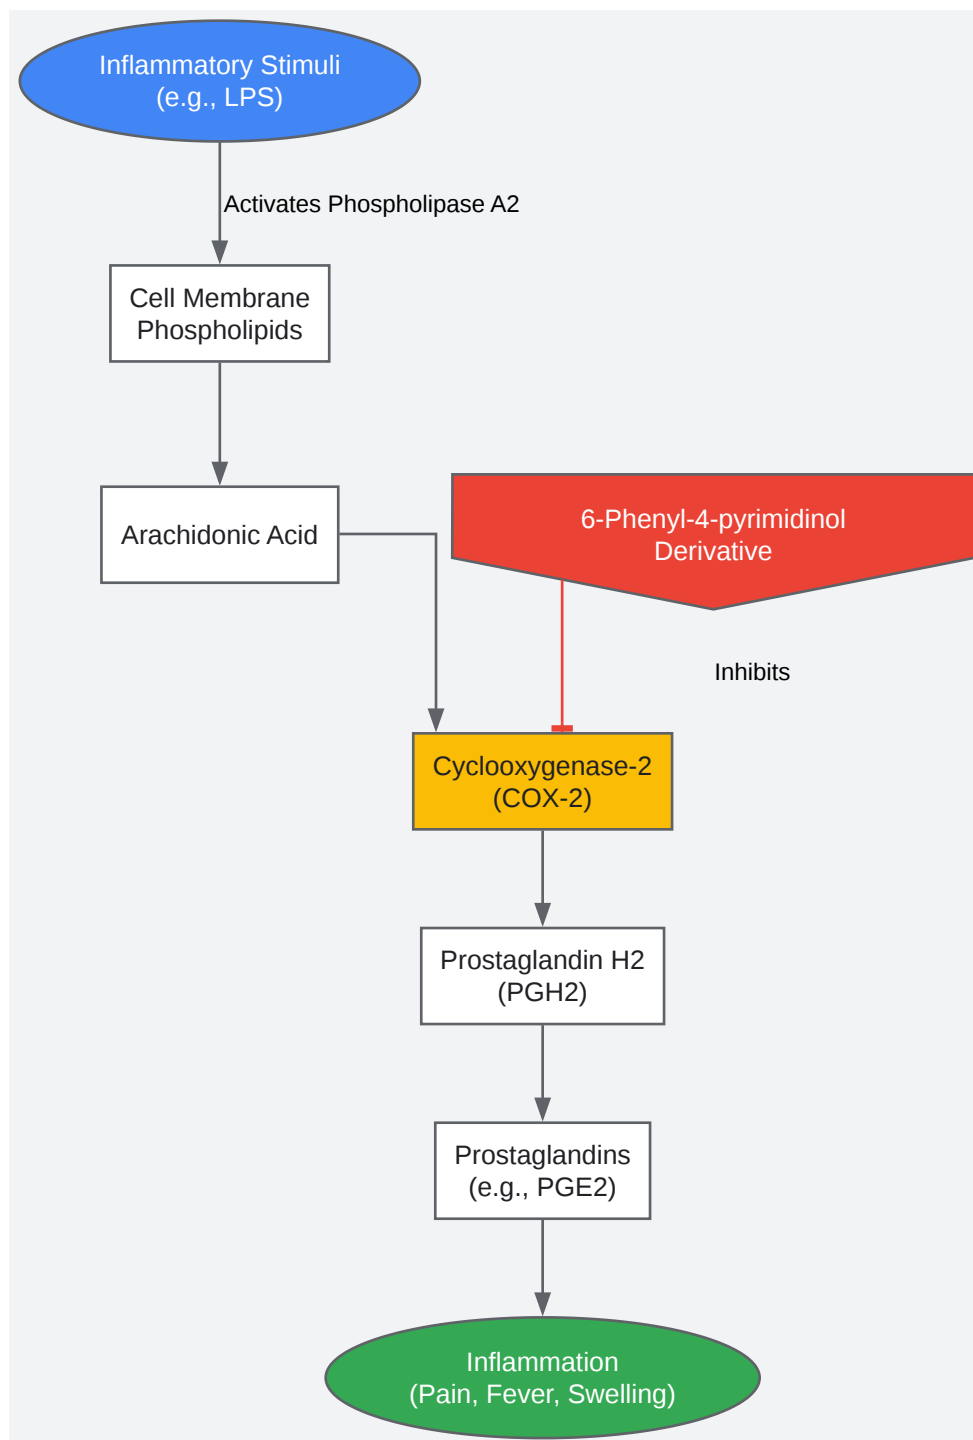 Inflammatory Stimuli
(e.g., LPS)
Activates Phospholipase A2
Cell Membrane
Phospholipids
Arachidonic Acid
6-Phenyl-4-pyrimidinol
Derivative
Inhibits
Cyclooxygenase-2
(COX-2)
Prostaglandin H2
(PGH2)
Prostaglandins
(e.g., PGE2)
Inflammation
(Pain, Fever, Swelling)